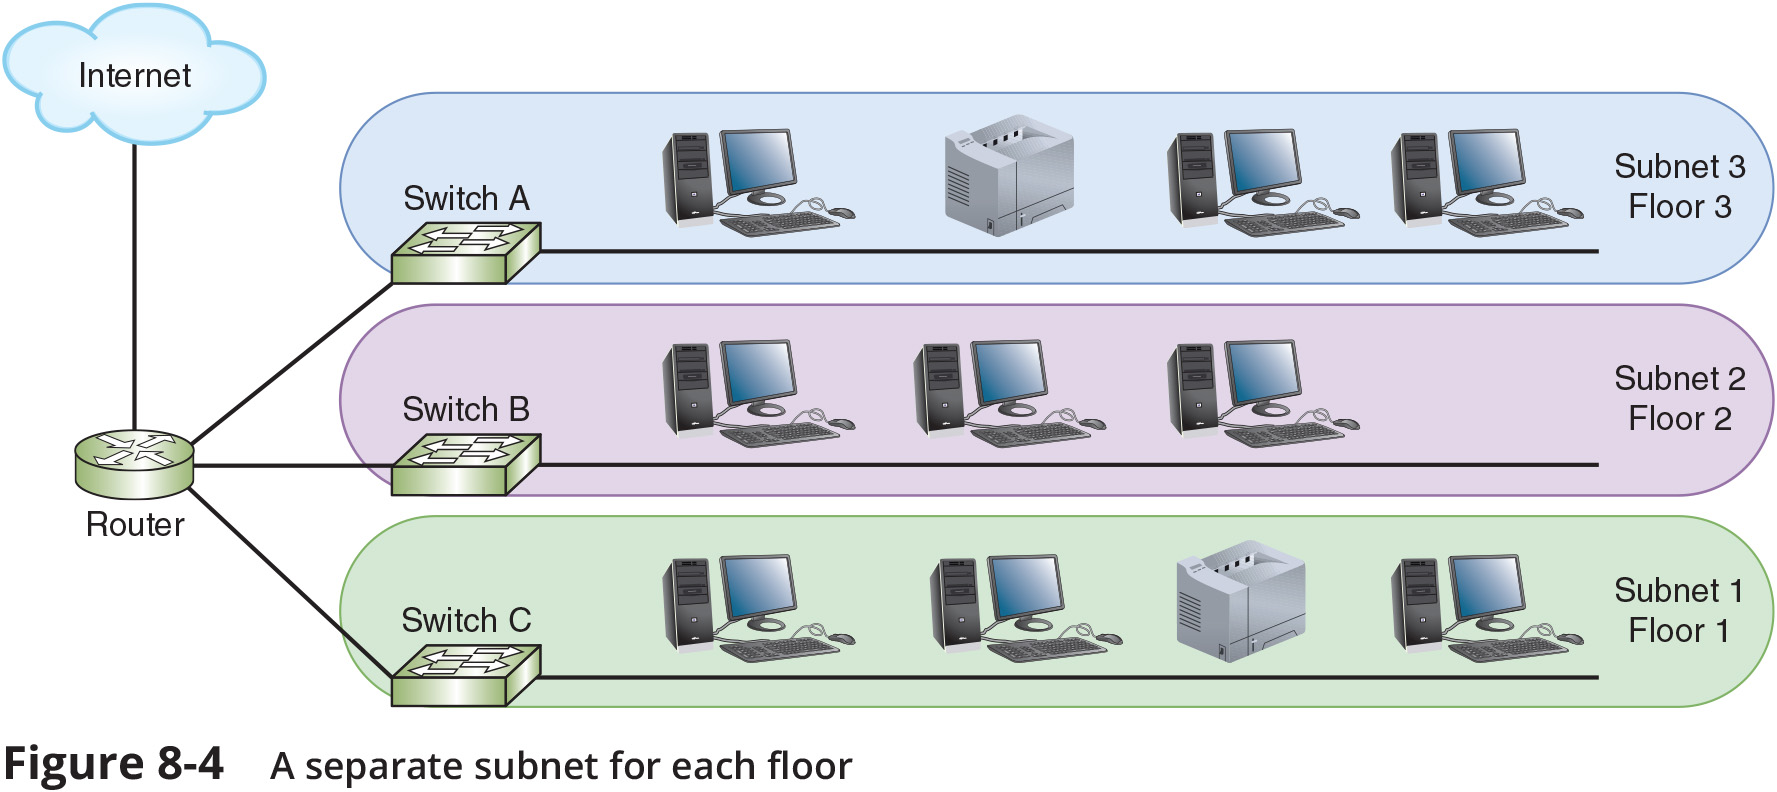 Internet
Switch A
Subnet 3
Floor 3
Switch B
Subnet 2
Floor 2
Router
Switch C
Subnet 1
Floor 1
Figure 8-4 A separate subnet for each floor